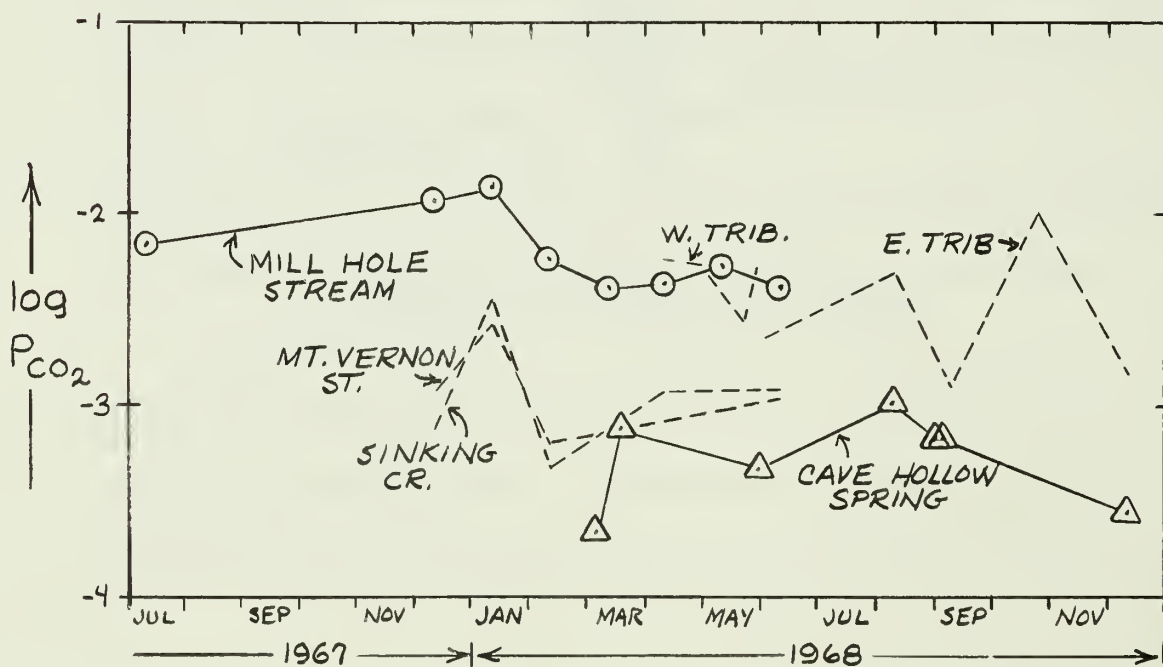 -1
-2
-3
-4
log
PCO2
MILL HOLE
STREAM
W. TRIB.
E. TRIB
MT. VERNON
ST.
SINKING
CR.
CAVE HOLLOW
SPRING
JUL SEP NOV JAN MAR MAY JUL SEP NOV
1967 1968